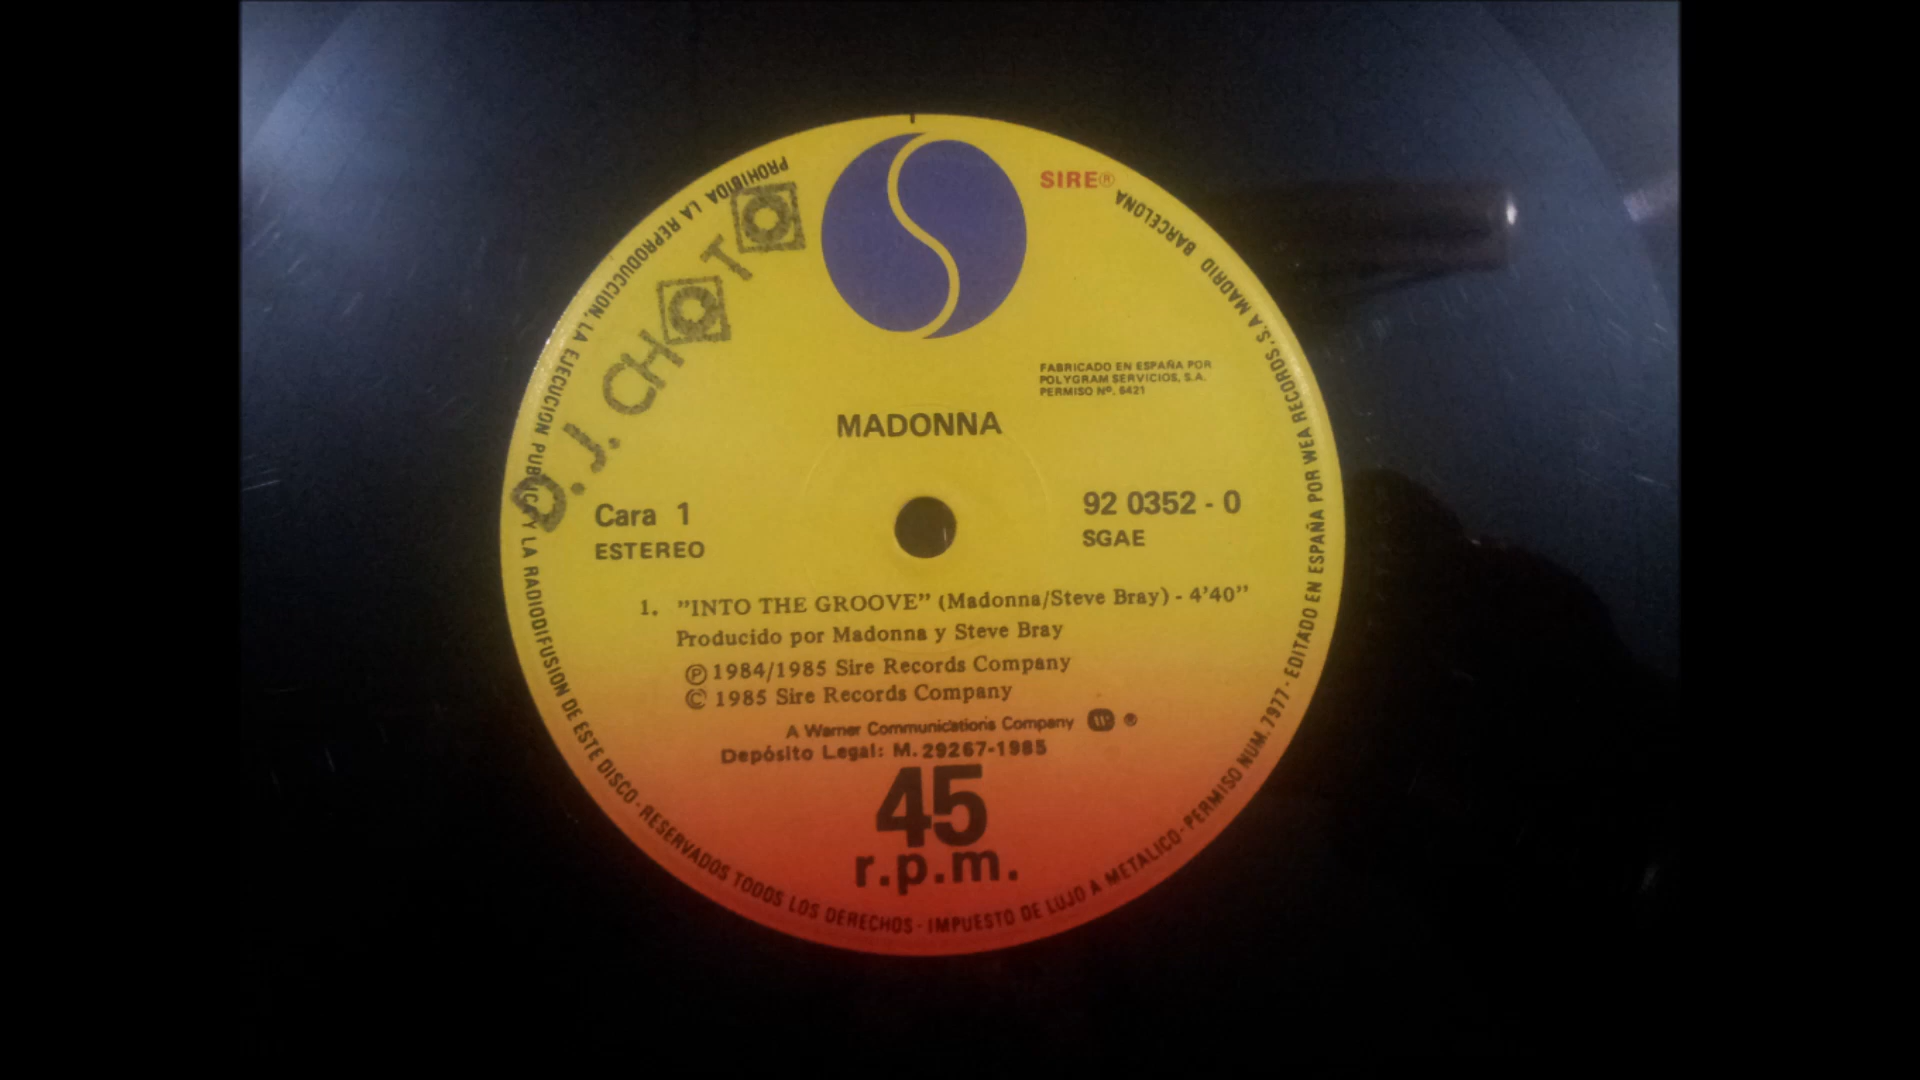 SIRE®
D.J. CHOTO
FABRICADO EN ESPAÑA POR
POLYGRAM SERVICIOS, S.A.
PERMISO Nº. 6421
MADONNA
Cara 1
ESTEREO
92 0352 - 0
SGAE
1. "INTO THE GROOVE" (Madonna/Steve Bray) - 4'40"
Producido por Madonna y Steve Bray
Ⓟ 1984/1985 Sire Records Company
© 1985 Sire Records Company
A Warner Communications Company ®
Depósito Legal: M. 29267-1985
45
r.p.m.
PROHIBIDA LA REPRODUCCION, LA EJECUCION PUBLICA Y LA RADIODIFUSION DE ESTE DISCO - RESERVADOS TODOS LOS DERECHOS - IMPUESTO DE LUJO A METALICO - PERMISO NUM. 7977 - EDITADO EN ESPAÑA POR WEA RECORDS, S.A. MADRID BARCELONA